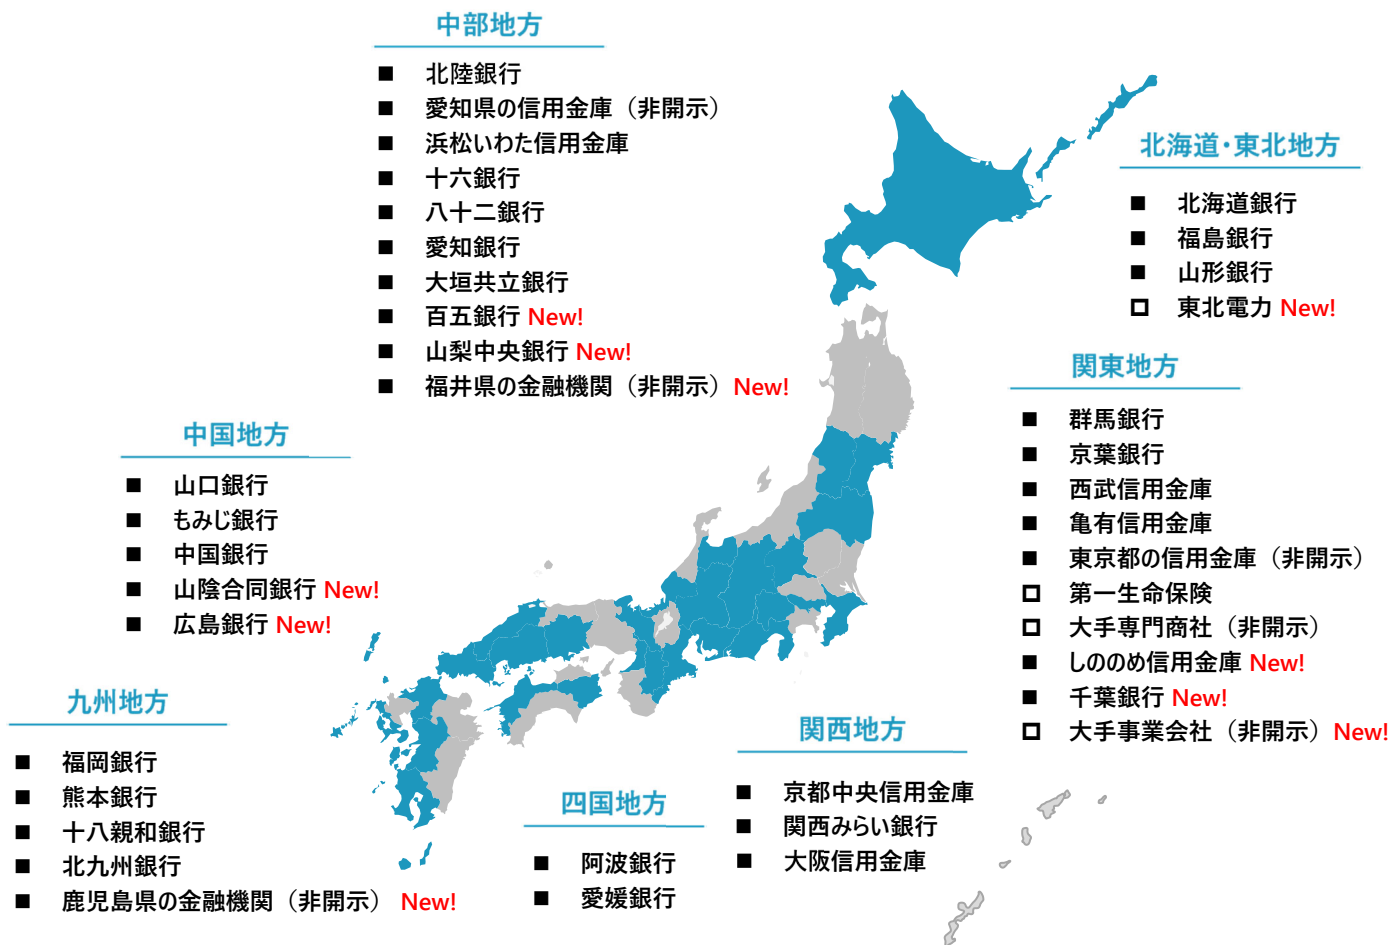 中部地方
■ 北陸銀行
■ 愛知県の信用金庫（非開示）
■ 浜松いわた信用金庫
■ 十六銀行
■ 八十二銀行
■ 愛知銀行
■ 大垣共立銀行
■ 百五銀行 New!
■ 山梨中央銀行 New!
■ 福井県の金融機関（非開示）New!
北海道・東北地方
■ 北海道銀行
■ 福島銀行
■ 山形銀行
□ 東北電力 New!
関東地方
■ 群馬銀行
■ 京葉銀行
■ 西武信用金庫
■ 亀有信用金庫
■ 東京都の信用金庫（非開示）
□ 第一生命保険
□ 大手専門商社（非開示）
■ しののめ信用金庫 New!
■ 千葉銀行 New!
□ 大手事業会社（非開示）New!
中国地方
■ 山口銀行
■ もみじ銀行
■ 中国銀行
■ 山陰合同銀行 New!
■ 広島銀行 New!
九州地方
■ 福岡銀行
■ 熊本銀行
■ 十八親和銀行
■ 北九州銀行
■ 鹿児島県の金融機関（非開示） New!
四国地方
■ 阿波銀行
■ 愛媛銀行
関西地方
■ 京都中央信用金庫
■ 関西みらい銀行
■ 大阪信用金庫